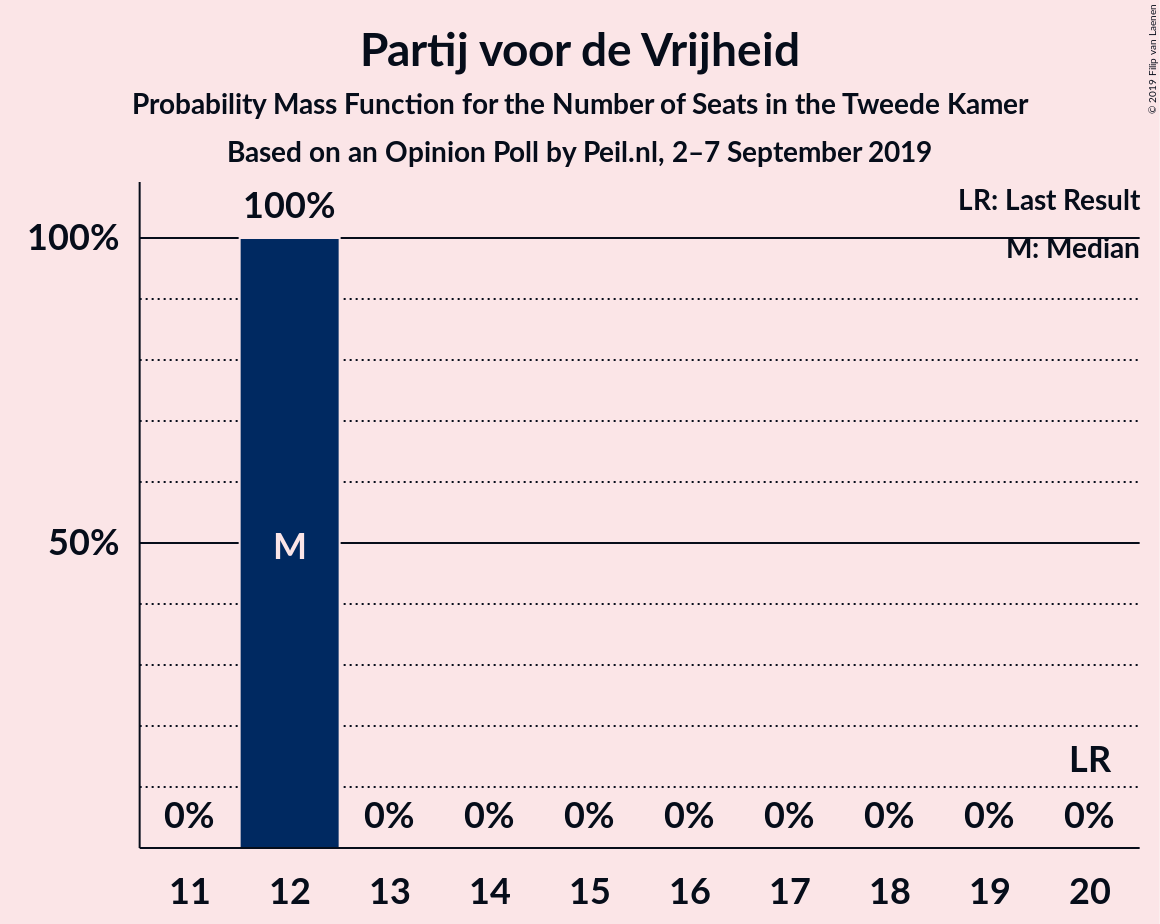 Partij voor de Vrijheid
Probability Mass Function for the Number of Seats in the Tweede Kamer
Based on an Opinion Poll by Peil.nl, 2–7 September 2019
© 2019 Filip van Laenen
LR: Last Result
M: Median
100%
100%
50%
M
LR
0% 0% 0% 0% 0% 0% 0% 0% 0%
11 12 13 14 15 16 17 18 19 20